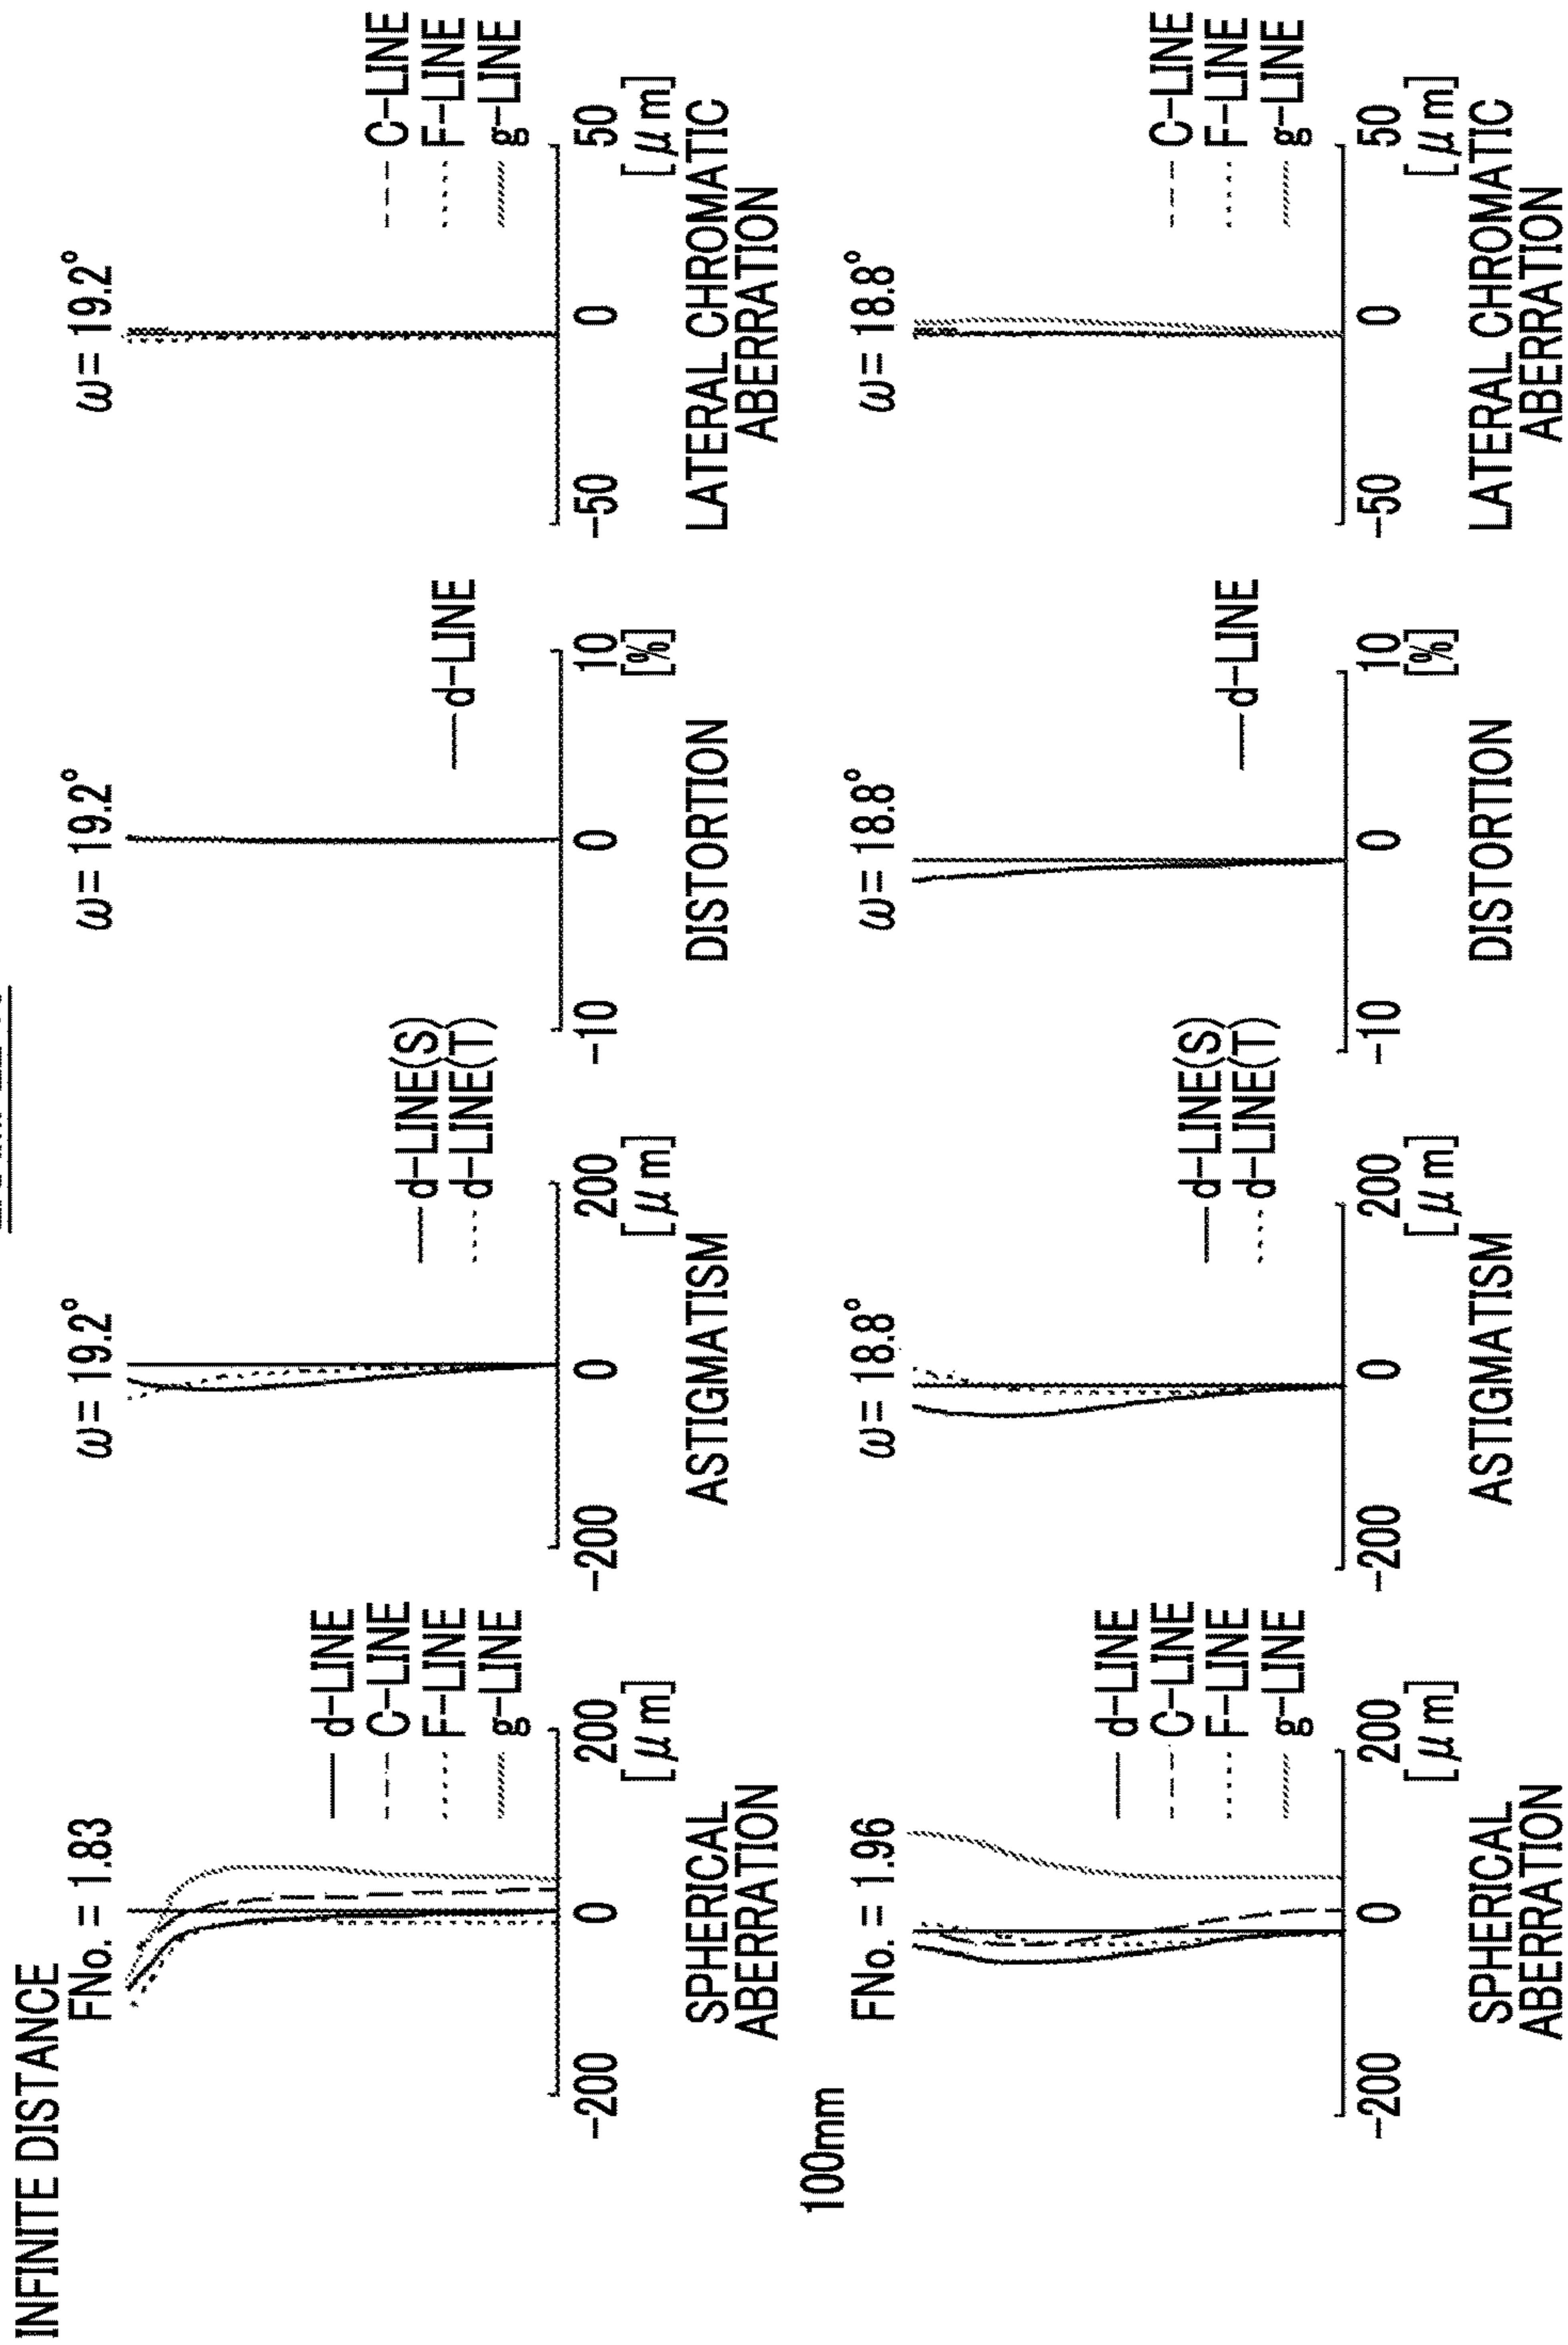 INFINITE DISTANCE
FNo. = 1.83
d-LINE
C-LINE
F-LINE
g-LINE
-200 0 200
[μm]
SPHERICAL
ABERRATION
ω= 19.2°
d-LINE(S)
d-LINE(T)
-200 0 200
[μm]
ASTIGMATISM
ω= 19.2°
d-LINE
-10 0 10
[%]
DISTORTION
ω= 19.2°
C-LINE
F-LINE
g-LINE
-50 0 50
[μm]
LATERAL CHROMATIC
ABERRATION
100mm
FNo. = 1.96
d-LINE
C-LINE
F-LINE
g-LINE
-200 0 200
[μm]
SPHERICAL
ABERRATION
ω= 18.8°
d-LINE(S)
d-LINE(T)
-200 0 200
[μm]
ASTIGMATISM
ω= 18.8°
d-LINE
-10 0 10
[%]
DISTORTION
ω= 18.8°
C-LINE
F-LINE
g-LINE
-50 0 50
[μm]
LATERAL CHROMATIC
ABERRATION